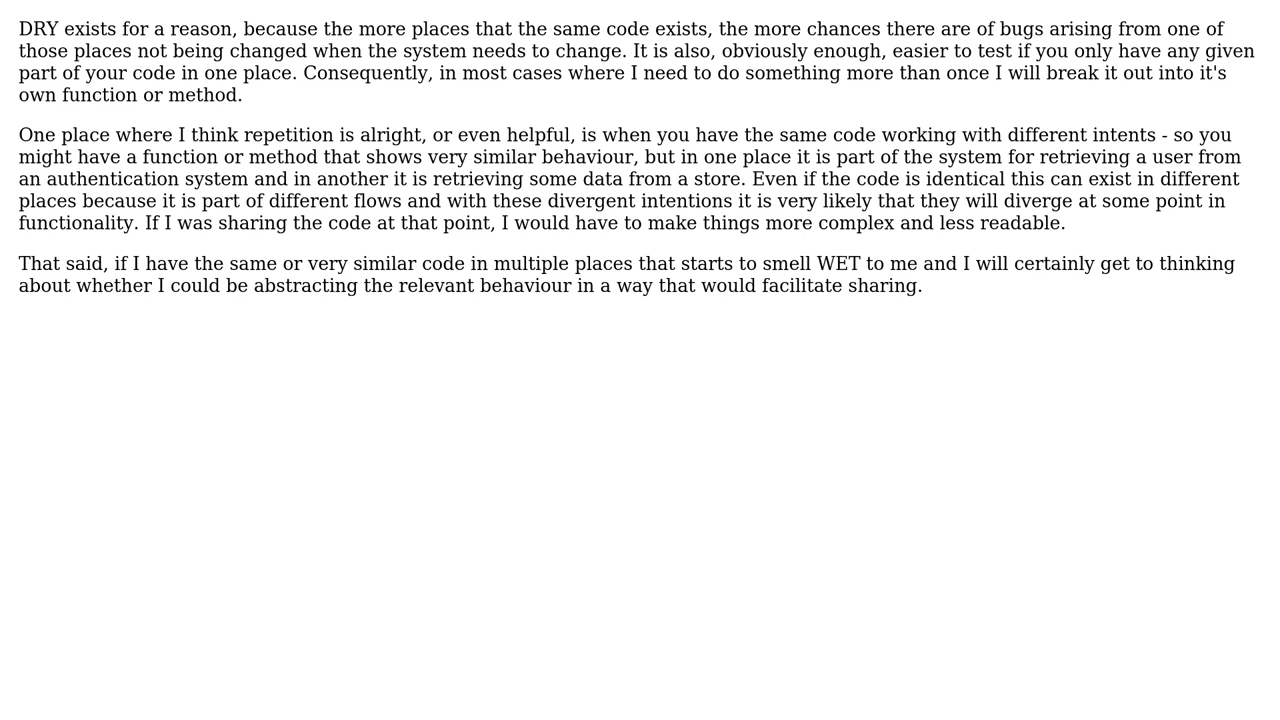 DRY exists for a reason, because the more places that the same code exists, the more chances there are of bugs arising from one of
those places not being changed when the system needs to change. It is also, obviously enough, easier to test if you only have any given
part of your code in one place. Consequently, in most cases where I need to do something more than once I will break it out into it's
own function or method.
One place where I think repetition is alright, or even helpful, is when you have the same code working with different intents - so you
might have a function or method that shows very similar behaviour, but in one place it is part of the system for retrieving a user from
an authentication system and in another it is retrieving some data from a store. Even if the code is identical this can exist in different
places because it is part of different flows and with these divergent intentions it is very likely that they will diverge at some point in
functionality. If I was sharing the code at that point, I would have to make things more complex and less readable.
That said, if I have the same or very similar code in multiple places that starts to smell WET to me and I will certainly get to thinking
about whether I could be abstracting the relevant behaviour in a way that would facilitate sharing.